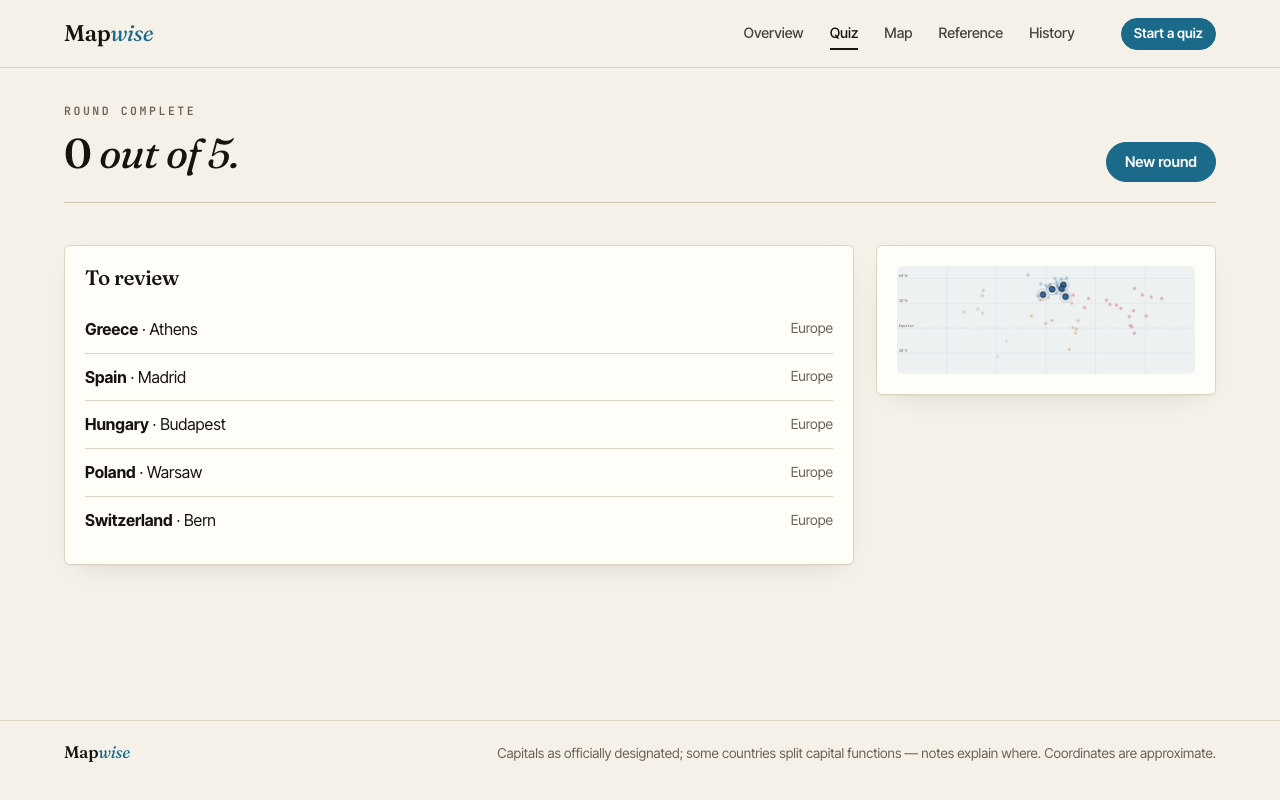 Mapwise
Overview
Quiz
Map
Reference
History
Start a quiz
ROUND COMPLETE
0 out of 5.
New round
To review
Greece · Athens
Europe
Spain · Madrid
Europe
Hungary · Budapest
Europe
Poland · Warsaw
Europe
Switzerland · Bern
Europe
Equator
Mapwise
Capitals as officially designated; some countries split capital functions — notes explain where. Coordinates are approximate.